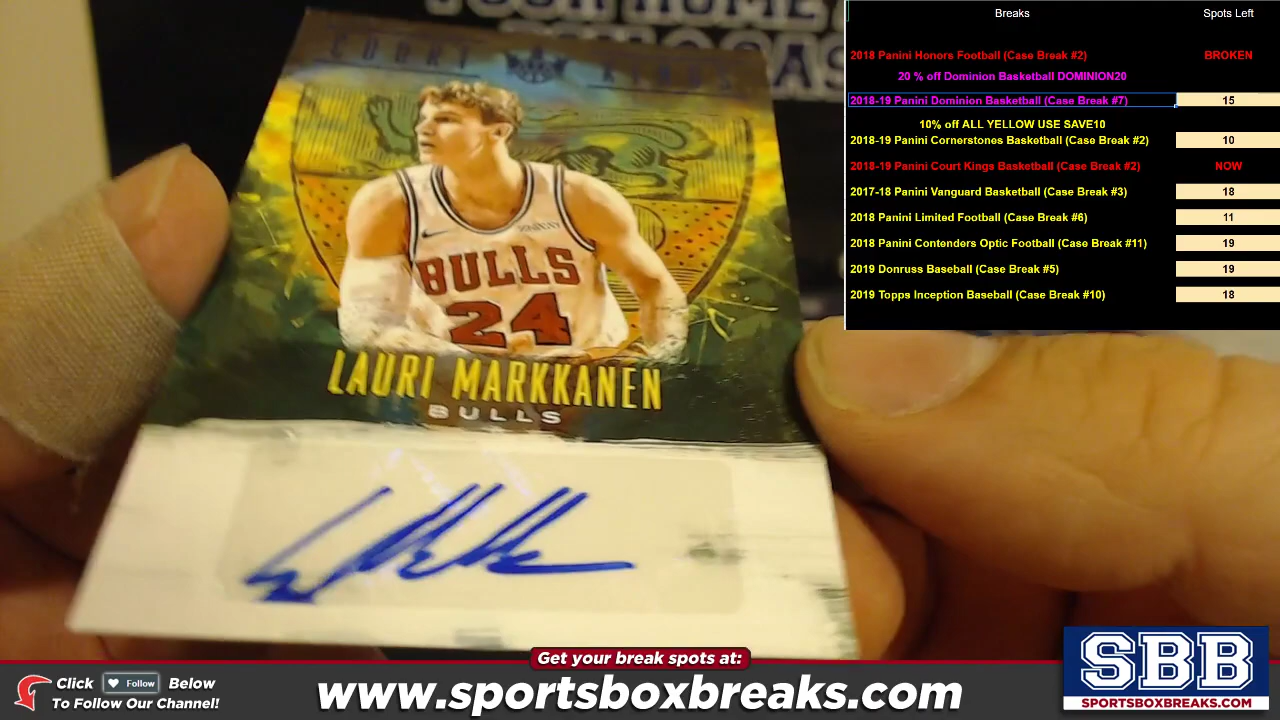 YOUR HOME
COURT KINGS
BULLS
24
LAURI MARKKANEN
BULLS
Breaks Spots Left
2018 Panini Honors Football (Case Break #2) BROKEN
20 % off Dominion Basketball DOMINION20
2018-19 Panini Dominion Basketball (Case Break #7) 15
10% off ALL YELLOW USE SAVE10
2018-19 Panini Cornerstones Basketball (Case Break #2) 10
2018-19 Panini Court Kings Basketball (Case Break #2) NOW
2017-18 Panini Vanguard Basketball (Case Break #3) 18
2018 Panini Limited Football (Case Break #6) 11
2018 Panini Contenders Optic Football (Case Break #11) 19
2019 Donruss Baseball (Case Break #5) 19
2019 Topps Inception Baseball (Case Break #10) 18
Get your break spots at:
Click Follow Below
To Follow Our Channel!
www.sportsboxbreaks.com
SBB
SPORTSBOXBREAKS.COM